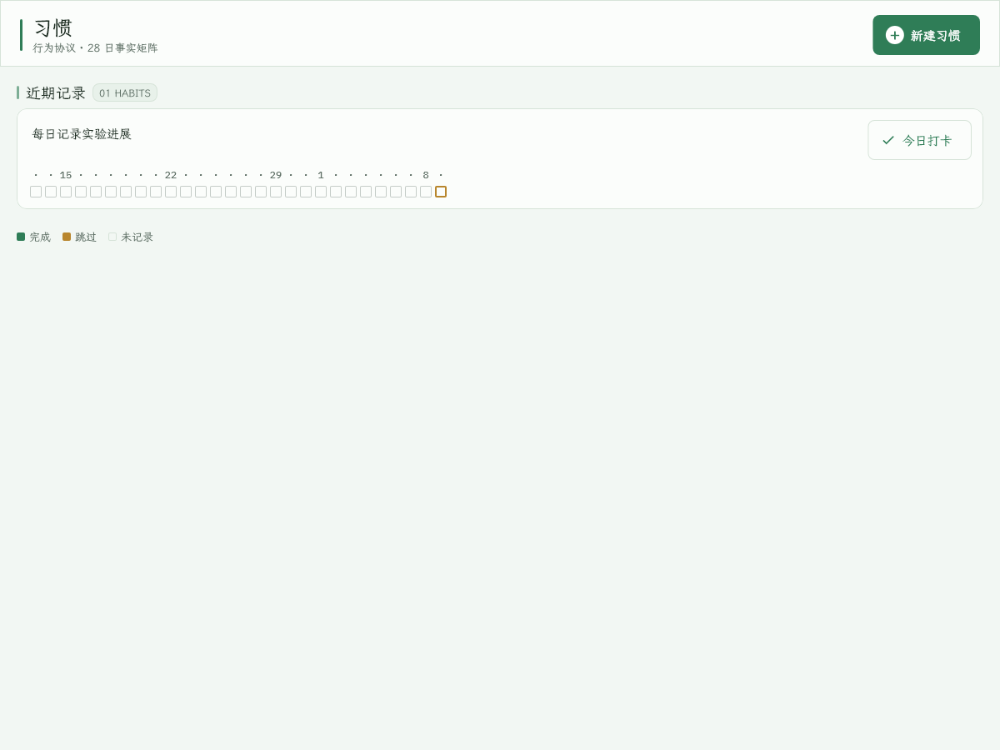 习惯
行为协议・28 日事实矩阵
新建习惯
近期记录 01 HABITS
每日记录实验进展
今日打卡
· · 15 · · · · · · 22 · · · · · · 29 · · 1 · · · · · · 8 ·
完成 跳过 未记录